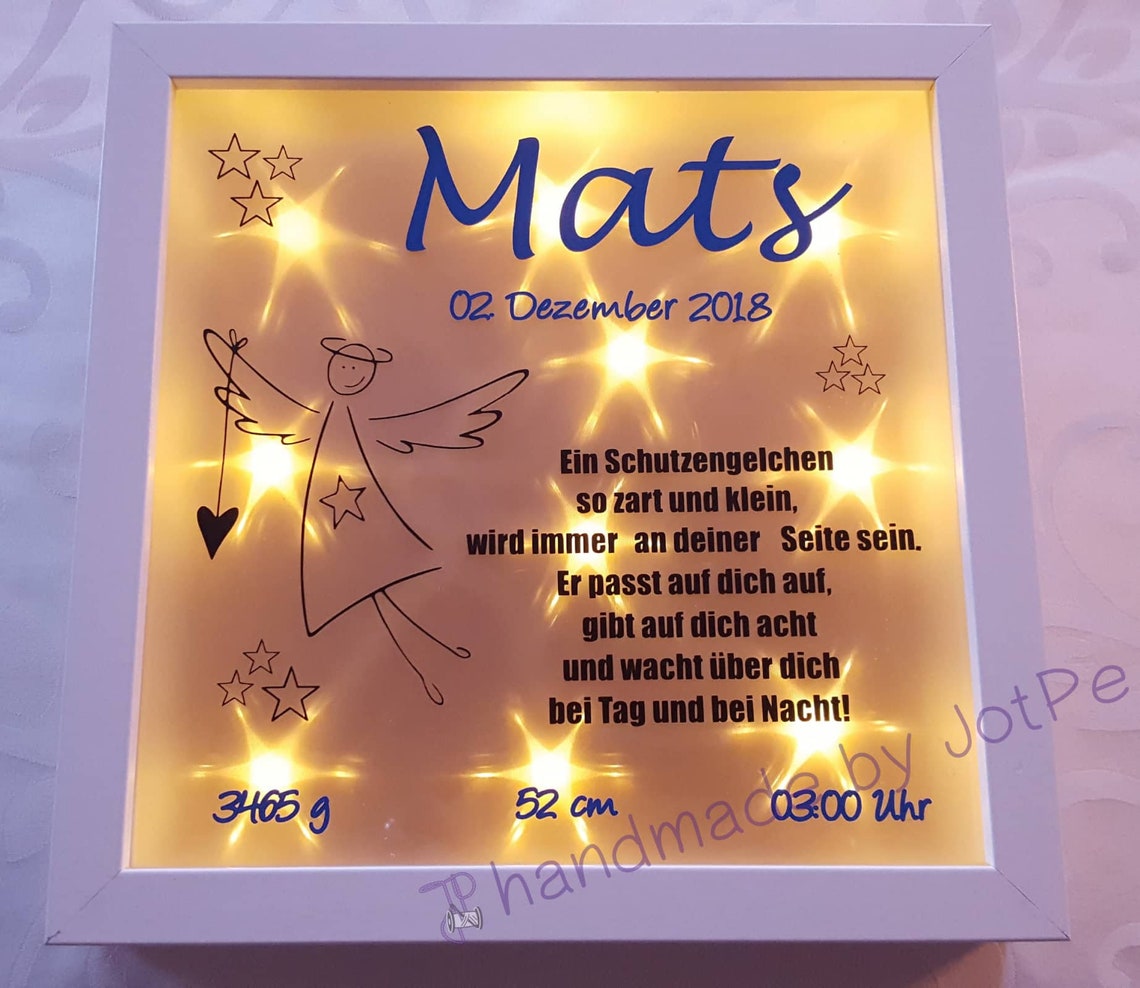 Mats
02. Dezember 2018
Ein Schutzengelchen
so zart und klein,
wird immer an deiner Seite sein.
Er passt auf dich auf,
gibt auf dich acht
und wacht über dich
bei Tag und bei Nacht!
3465 g 52 cm 03:00 Uhr
JP handmade by JotPe